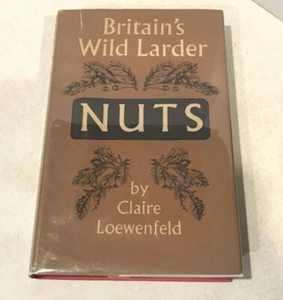 Britain's
Wild Larder
NUTS
by
Claire
Loewenfeld